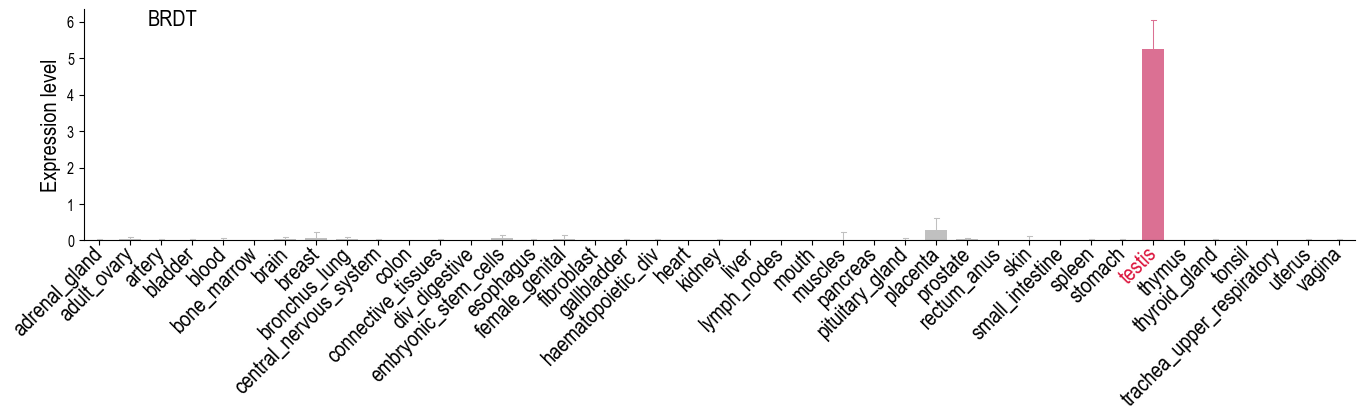 BRDT
Expression level
6
5
4
3
2
1
0
adrenal_gland
adult_ovary
artery
bladder
blood
bone_marrow
brain
breast
bronchus_lung
central_nervous_system
colon
connective_tissues
div_digestive
embryonic_stem_cells
esophagus
female_genital
fibroblast
gallbladder
haematopoietic_div
heart
kidney
liver
lymph_nodes
mouth
muscles
pancreas
pituitary_gland
placenta
prostate
rectum_anus
skin
small_intestine
spleen
stomach
testis
thymus
thyroid_gland
tonsil
trachea_upper_respiratory
uterus
vagina